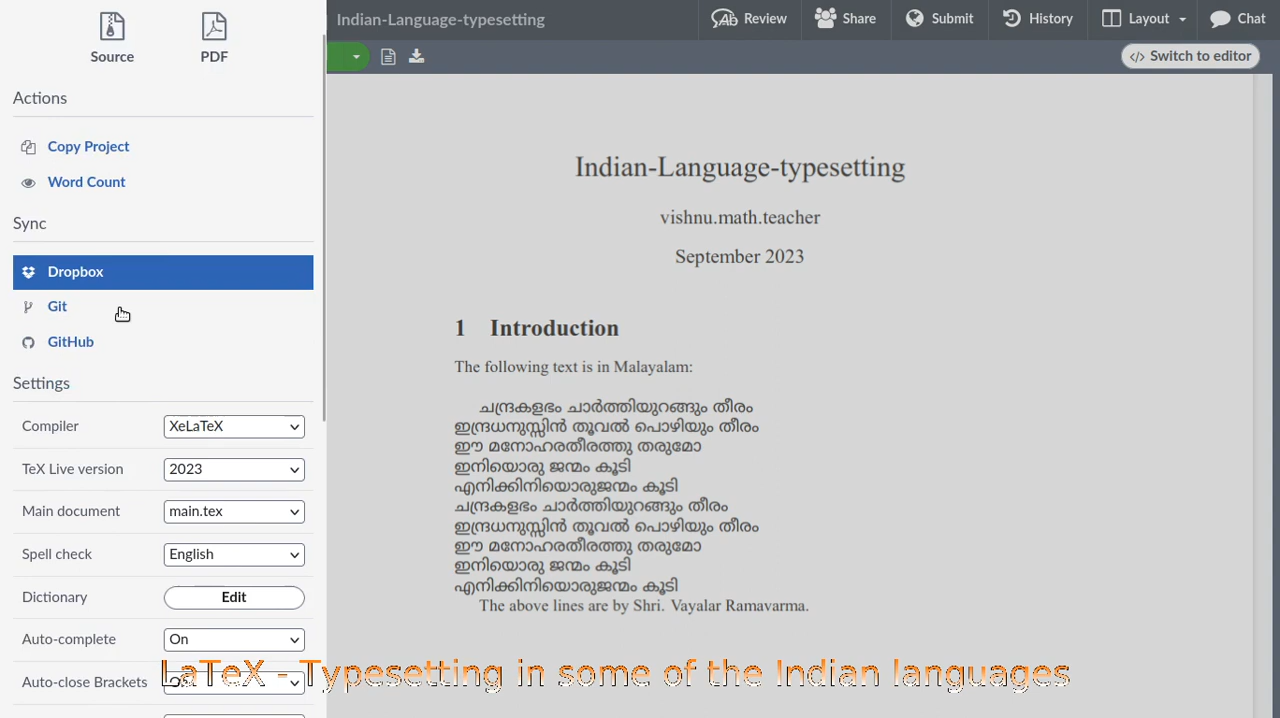 Indian-Language-typesetting
Review
Share
Submit
History
Layout
Chat
Source
PDF
Switch to editor
Actions
Copy Project
Word Count
Sync
Dropbox
Git
GitHub
Settings
Compiler XeLaTeX
TeX Live version 2023
Main document main.tex
Spell check English
Dictionary Edit
Auto-complete On
Auto-close Brackets
Indian-Language-typesetting
vishnu.math.teacher
September 2023
1 Introduction
The following text is in Malayalam:
ചന്ദ്രകളഭം ചാർത്തിയുറങ്ങും തീരം
ഇന്ദ്രധനുസ്സിൻ തൂവൽ പൊഴിയും തീരം
ഈ മനോഹരതീരത്തു തരുമോ
ഇനിയൊരു ജന്മം കൂടി
എനിക്കിനിയൊരുജന്മം കൂടി
ചന്ദ്രകളഭം ചാർത്തിയുറങ്ങും തീരം
ഇന്ദ്രധനുസ്സിൻ തൂവൽ പൊഴിയും തീരം
ഈ മനോഹരതീരത്തു തരുമോ
ഇനിയൊരു ജന്മം കൂടി
എനിക്കിനിയൊരുജന്മം കൂടി
The above lines are by Shri. Vayalar Ramavarma.
LaTeX - Typesetting in some of the Indian languages